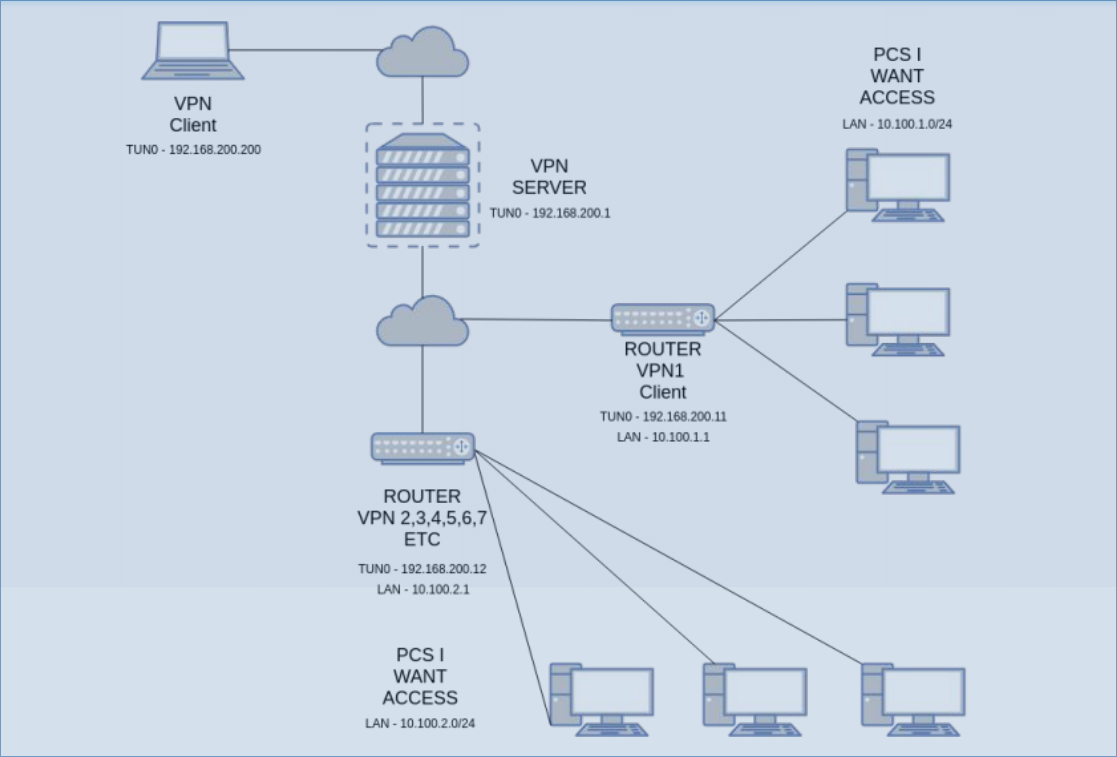 VPN
Client
TUN0 - 192.168.200.200
VPN
SERVER
TUN0 - 192.168.200.1
PCS I
WANT
ACCESS
LAN - 10.100.1.0/24
ROUTER
VPN1
Client
TUN0 - 192.168.200.11
LAN - 10.100.1.1
ROUTER
VPN 2,3,4,5,6,7
ETC
TUN0 - 192.168.200.12
LAN - 10.100.2.1
PCS I
WANT
ACCESS
LAN - 10.100.2.0/24